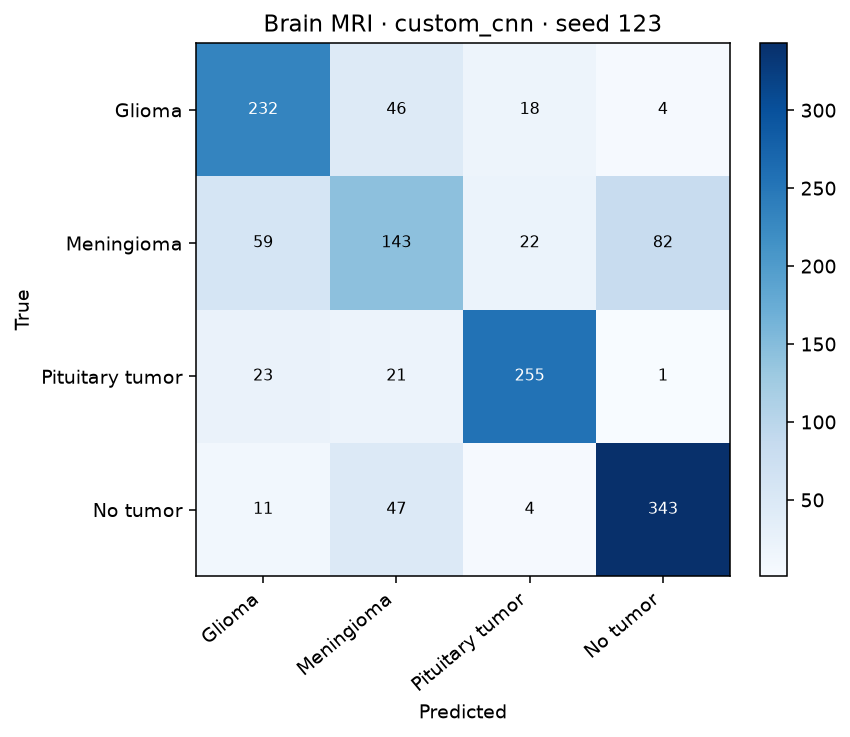 Brain MRI · custom_cnn · seed 123
True
Glioma 232 46 18 4
Meningioma 59 143 22 82
Pituitary tumor 23 21 255 1
No tumor 11 47 4 343
Glioma Meningioma Pituitary tumor No tumor
Predicted
300
250
200
150
100
50